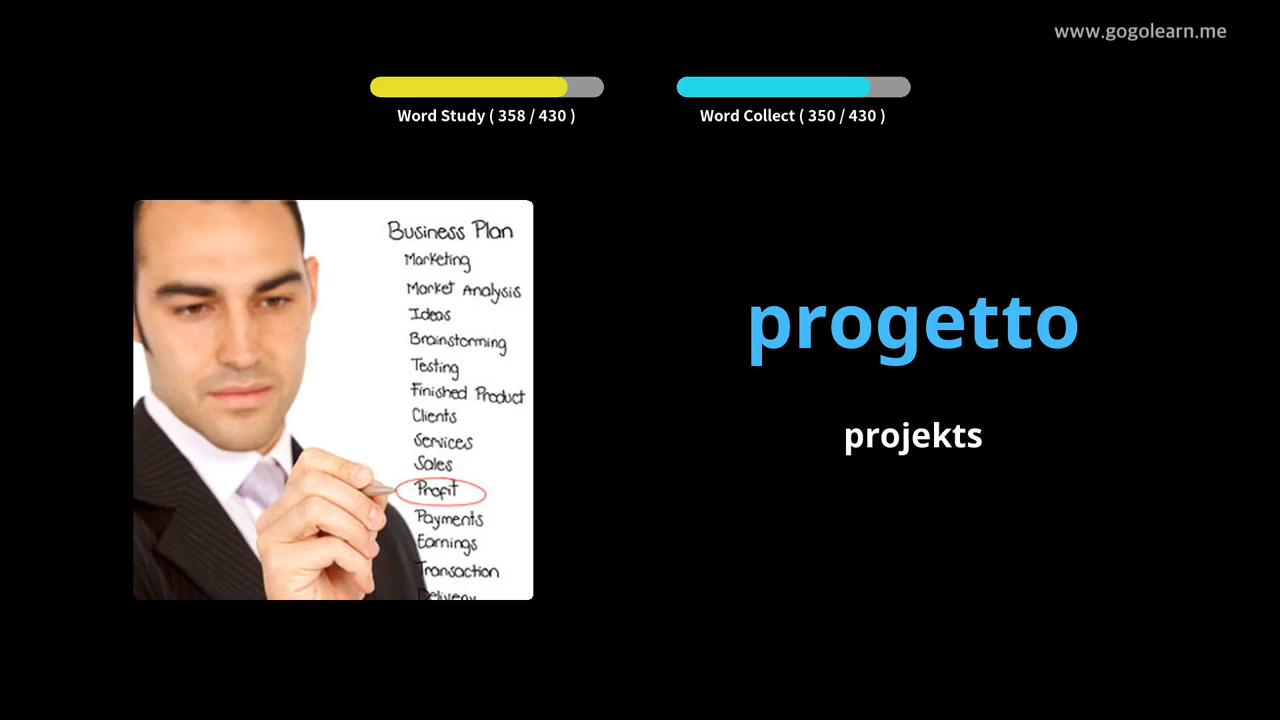 www.gogolearn.me
Word Study ( 358 / 430 )
Word Collect ( 350 / 430 )
Business Plan
Marketing
Market Analysis
Ideas
Brainstorming
Testing
Finished Product
Clients
Services
Sales
Profit
Payments
Earnings
Transaction
Delivery
progetto
projekts